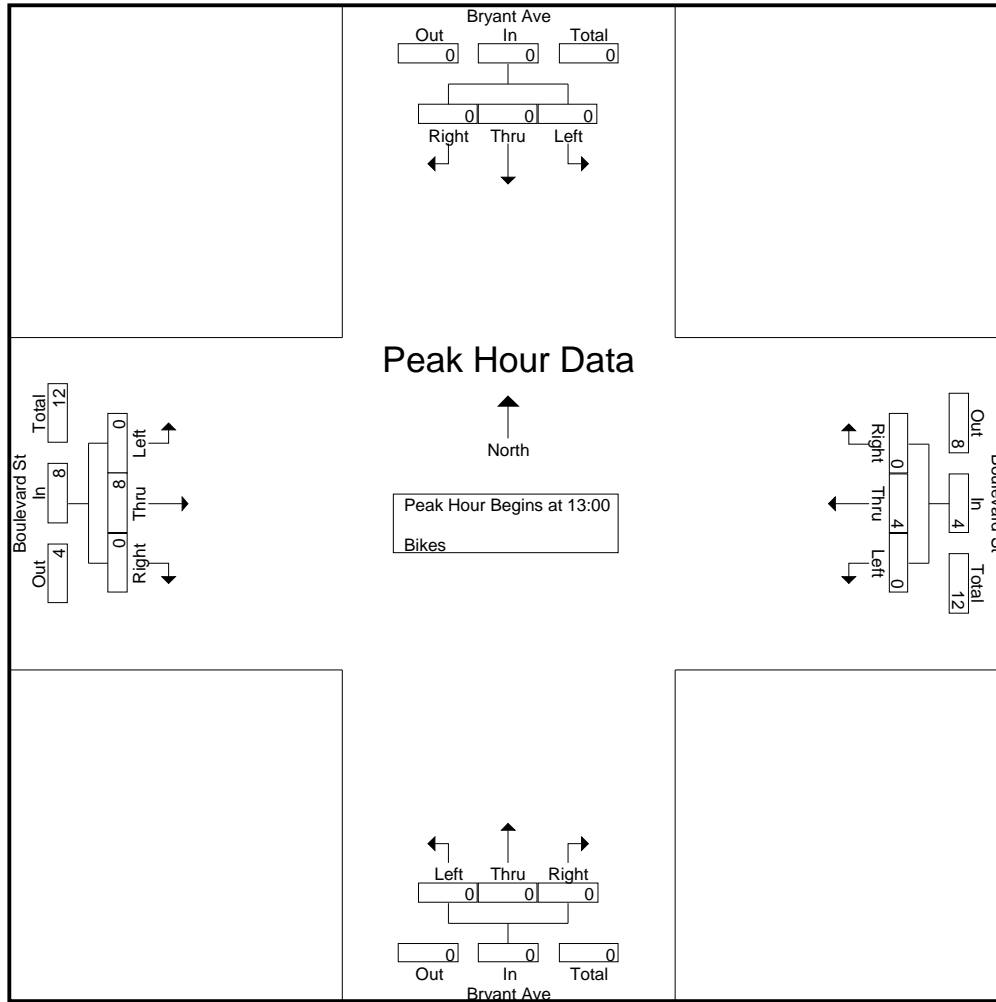 Bryant Ave
Out In Total
0 0 0
0 0 0
Right Thru Left
Peak Hour Data
North
Peak Hour Begins at 13:00
Bikes
Boulevard St
Total In Out
12 8 4
0 8 0
Left Thru Right
Right Thru Left
0 4 0
8 4 12
Out In Total
Boulevard St
Left Thru Right
0 0 0
0 0 0
Out In Total
Bryant Ave